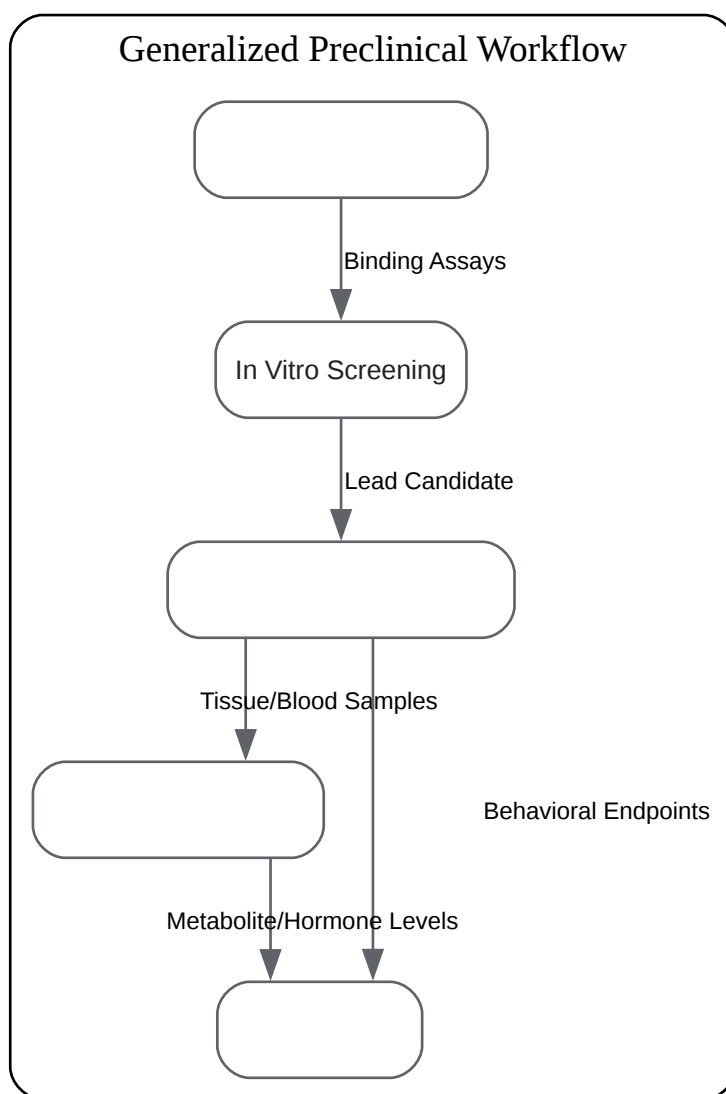 Generalized Preclinical Workflow
Binding Assays
In Vitro Screening
Lead Candidate
Tissue/Blood Samples
Behavioral Endpoints
Metabolite/Hormone Levels